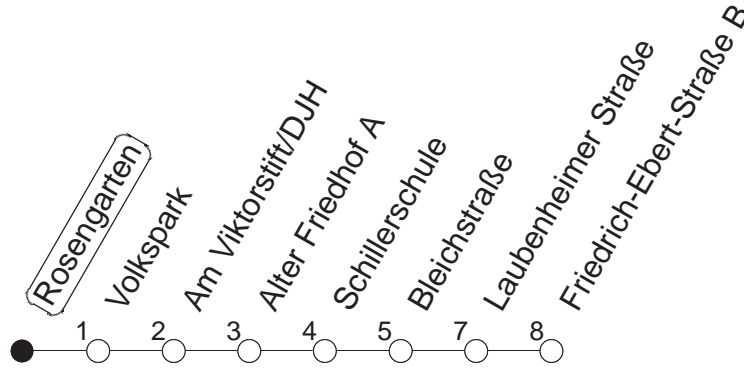 Rosengarten
Volkspark
Am Viktorstift/DJH
Alter Friedhof A
Schillerschule
Bleichstraße
Laubenheimer Straße
Friedrich-Ebert-Straße B
1 2 3 4 5 7 8